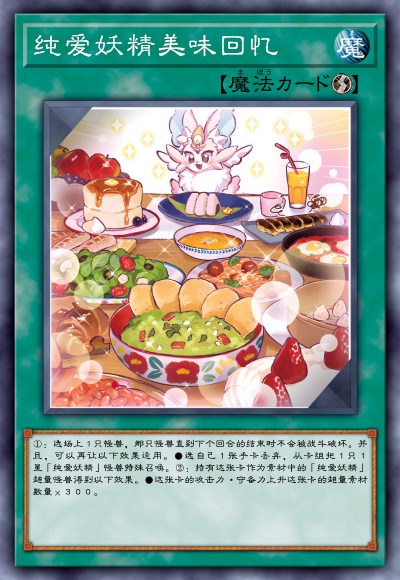 纯爱妖精美味回忆
魔
【魔法カード】
まほう
①：选场上1只怪兽，那只怪兽直到下个回合的结束时不会被战斗破坏。并
且，可以再让以下效果适用。●选自己1张手卡丢弃，从卡组把1只1
星「纯爱妖精」怪兽特殊召唤。②：持有这张卡作为素材中的「纯爱妖精」
超量怪兽得到以下效果。●这张卡的攻击力·守备力上升这张卡的超量素材
数量×３００。